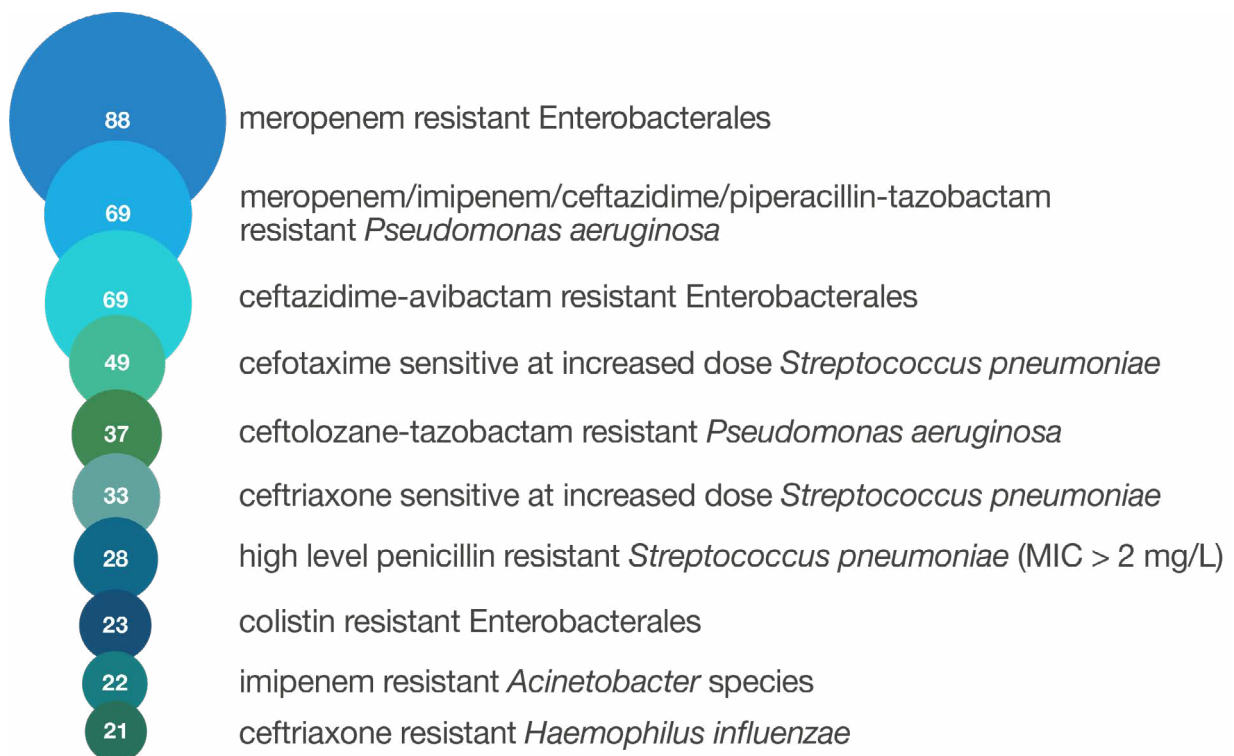 88 meropenem resistant Enterobacterales
69 meropenem/imipenem/ceftazidime/piperacillin-tazobactam
resistant Pseudomonas aeruginosa
69 ceftazidime-avibactam resistant Enterobacterales
49 cefotaxime sensitive at increased dose Streptococcus pneumoniae
37 ceftolozane-tazobactam resistant Pseudomonas aeruginosa
33 ceftriaxone sensitive at increased dose Streptococcus pneumoniae
28 high level penicillin resistant Streptococcus pneumoniae (MIC > 2 mg/L)
23 colistin resistant Enterobacterales
22 imipenem resistant Acinetobacter species
21 ceftriaxone resistant Haemophilus influenzae